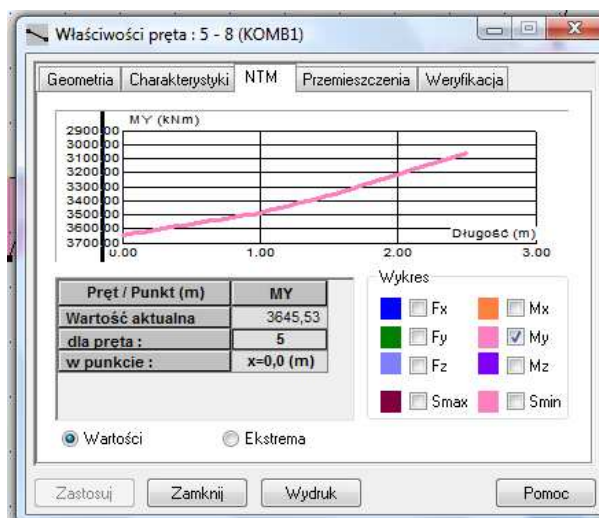 Właściwości pręta : 5 - 8 (KOMB1)
Geometria Charakterystyki NTM Przemieszczenia Weryfikacja
MY (kNm)
2900.00
3000.00
3100.00
3200.00
3300.00
3400.00
3500.00
3600.00
3700.00
Długość (m)
0.00 1.00 2.00 3.00
Pręt / Punkt (m) MY
Wartość aktualna 3645,53
dla pręta : 5
w punkcie : x=0,0 (m)
Wykres
Fx Mx
Fy My
Fz Mz
Smax Smin
Wartości Ekstrema
Zastosuj Zamknij Wydruk Pomoc